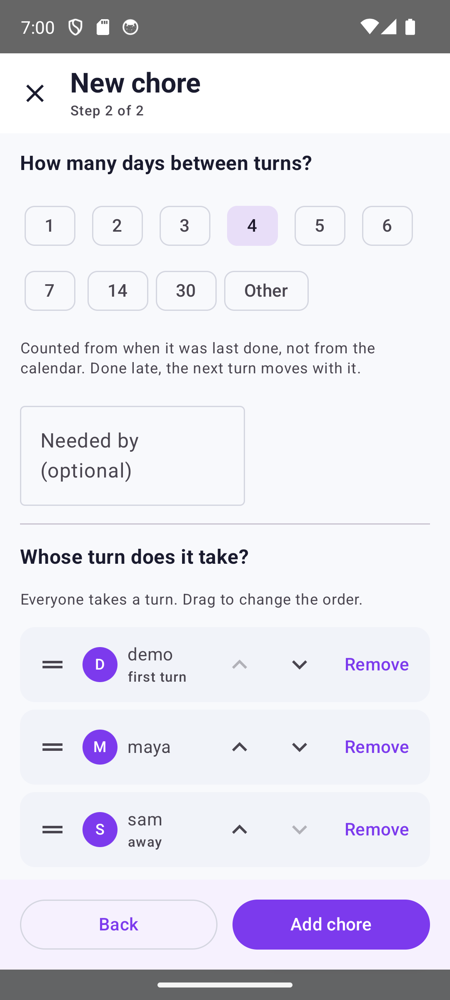 7:00
New chore
Step 2 of 2
How many days between turns?
1 2 3 4 5 6
7 14 30 Other
Counted from when it was last done, not from the
calendar. Done late, the next turn moves with it.
Needed by
(optional)
Whose turn does it take?
Everyone takes a turn. Drag to change the order.
D demo Remove
first turn
M maya Remove
S sam Remove
away
Back Add chore